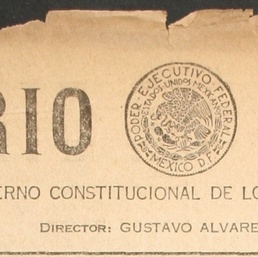 RIO
PODER EJECUTIVO FEDERAL
ESTADOS UNIDOS MEXICANOS
MEXICO D.F.
ERNO CONSTITUCIONAL DE LO
DIRECTOR: GUSTAVO ALVARE